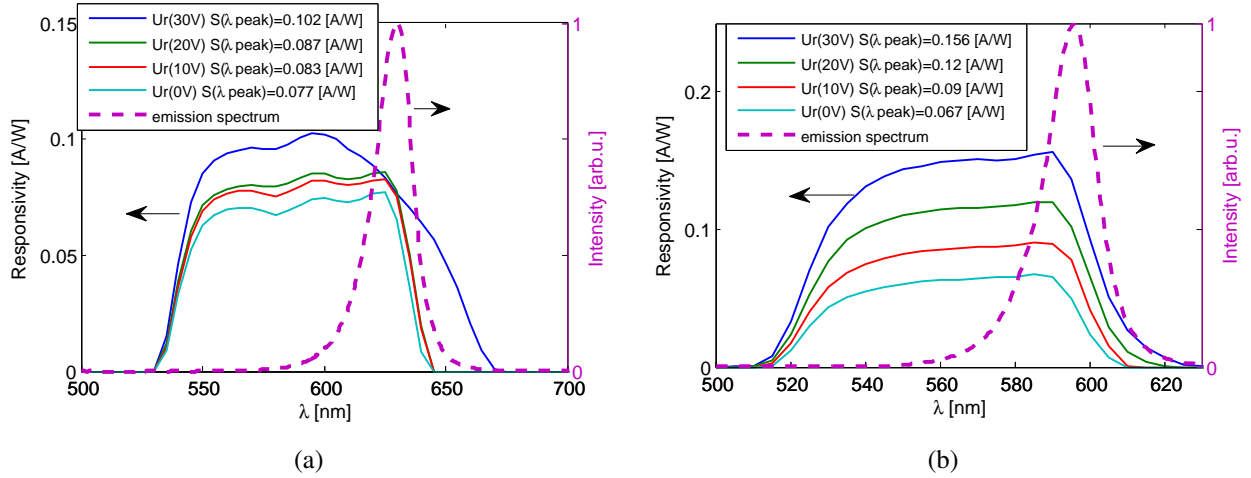 Ur(30V) S(λ peak)=0.102 [A/W]
Ur(20V) S(λ peak)=0.087 [A/W]
Ur(10V) S(λ peak)=0.083 [A/W]
Ur(0V) S(λ peak)=0.077 [A/W]
emission spectrum
0.15
0.1
0.05
0
Responsivity [A/W]
500 550 600 650 700
λ [nm]
1
0
Intensity [arb.u.]
(a)
Ur(30V) S(λ peak)=0.156 [A/W]
Ur(20V) S(λ peak)=0.12 [A/W]
Ur(10V) S(λ peak)=0.09 [A/W]
Ur(0V) S(λ peak)=0.067 [A/W]
emission spectrum
0.2
0.1
0
Responsivity [A/W]
500 520 540 560 580 600 620
λ [nm]
1
0
Intensity [arb.u.]
(b)